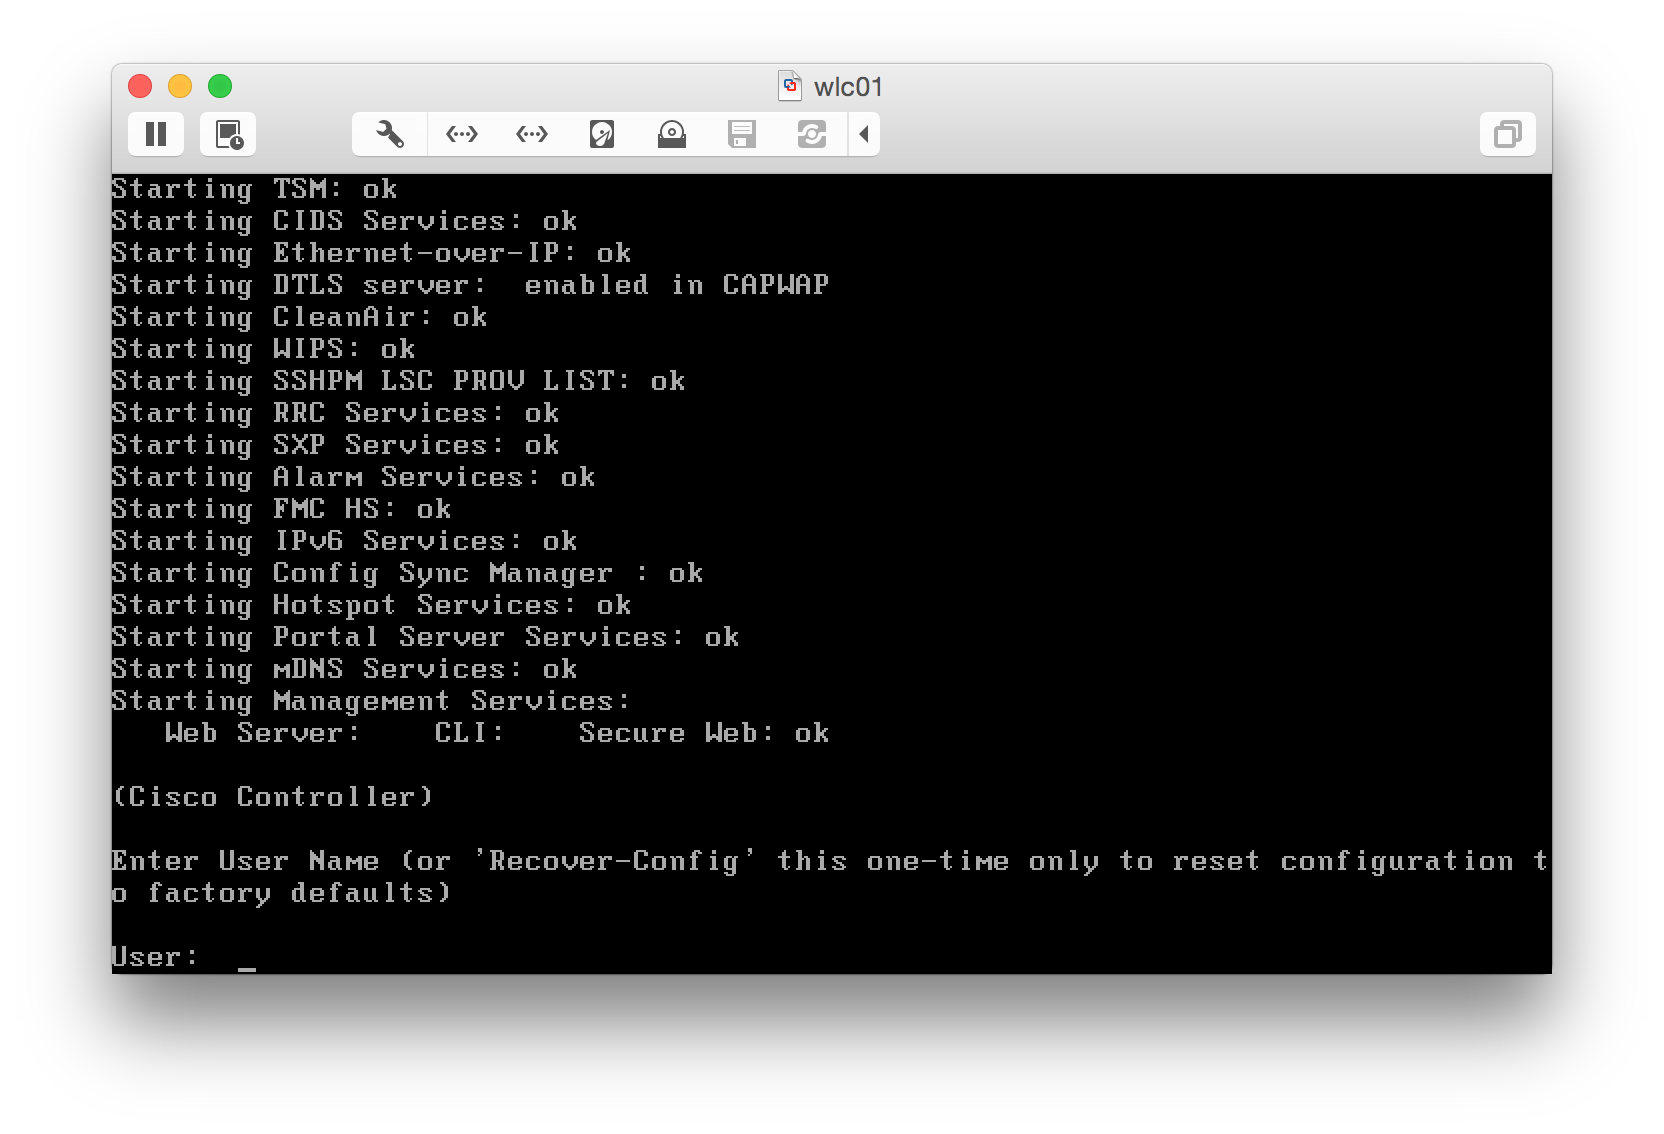 wlc01
Starting TSM: ok
Starting CIDS Services: ok
Starting Ethernet-over-IP: ok
Starting DTLS server:  enabled in CAPWAP
Starting CleanAir: ok
Starting WIPS: ok
Starting SSHPM LSC PROV LIST: ok
Starting RRC Services: ok
Starting SXP Services: ok
Starting Alarm Services: ok
Starting FMC HS: ok
Starting IPv6 Services: ok
Starting Config Sync Manager : ok
Starting Hotspot Services: ok
Starting Portal Server Services: ok
Starting mDNS Services: ok
Starting Management Services:
   Web Server:    CLI:    Secure Web: ok
(Cisco Controller)
Enter User Name (or 'Recover-Config' this one-time only to reset configuration t
o factory defaults)
User:  _